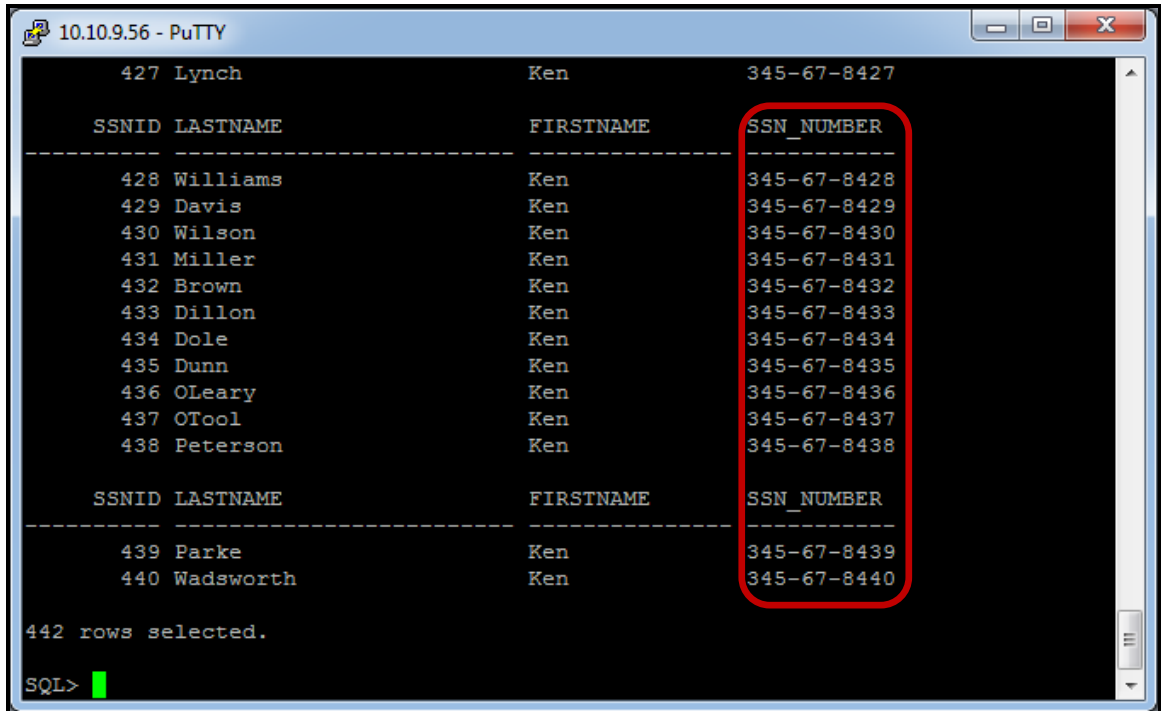 10.10.9.56 - PuTTY
427 Lynch Ken 345-67-8427
SSNID LASTNAME FIRSTNAME SSN_NUMBER
---------- ------------------------- --------------- -----------
428 Williams Ken 345-67-8428
429 Davis Ken 345-67-8429
430 Wilson Ken 345-67-8430
431 Miller Ken 345-67-8431
432 Brown Ken 345-67-8432
433 Dillon Ken 345-67-8433
434 Dole Ken 345-67-8434
435 Dunn Ken 345-67-8435
436 OLeary Ken 345-67-8436
437 OTool Ken 345-67-8437
438 Peterson Ken 345-67-8438
SSNID LASTNAME FIRSTNAME SSN_NUMBER
---------- ------------------------- --------------- -----------
439 Parke Ken 345-67-8439
440 Wadsworth Ken 345-67-8440
442 rows selected.
SQL>